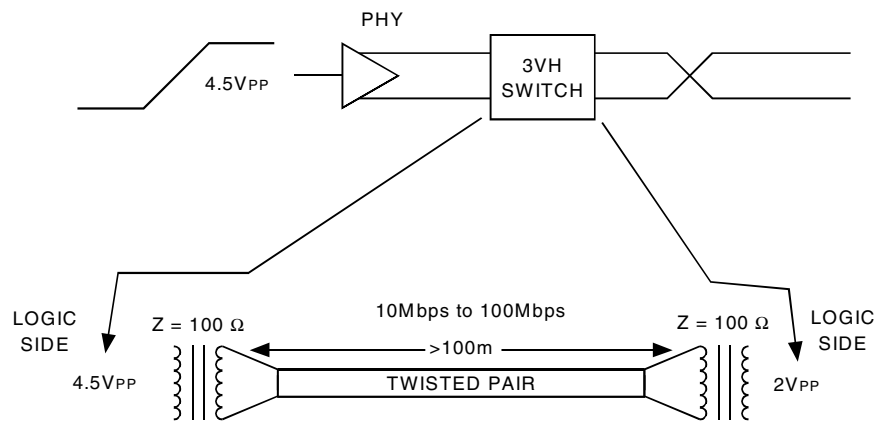 PHY
4.5VPP
3VH
SWITCH
10Mbps to 100Mbps
LOGIC
SIDE
Z = 100 Ω
>100m
Z = 100 Ω
LOGIC
SIDE
4.5VPP
TWISTED PAIR
2VPP